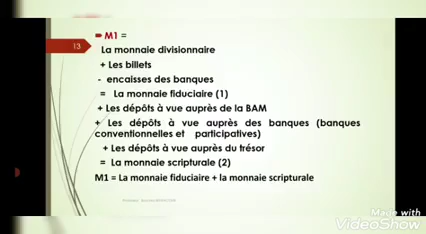 13
M1 =
La monnaie divisionnaire
+ Les billets
- encaisses des banques
= La monnaie fiduciaire (1)
+ Les dépôts à vue auprès de la BAM
+ Les dépôts à vue auprès des banques (banques
conventionnelles et participatives)
+ Les dépôts à vue auprès du trésor
= La monnaie scripturale (2)
M1 = La monnaie fiduciaire + la monnaie scripturale
Made with
VideoShow